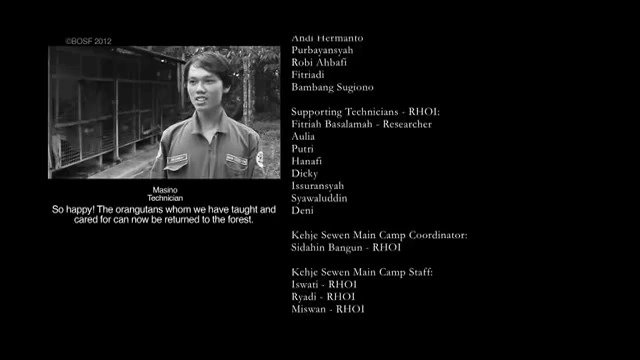 ©BOSF 2012
Masino
Technician
So happy! The orangutans whom we have taught and
cared for can now be returned to the forest.
Andi Hermanto
Purbayansyah
Robi Ahbafi
Fitriadi
Bambang Sugiono
Supporting Technicians - RHOI:
Fitriah Basalamah - Researcher
Aulia
Putri
Hanafi
Dicky
Issuransyah
Syawaluddin
Deni
Kehje Sewen Main Camp Coordinator:
Sidahin Bangun - RHOI
Kehje Sewen Main Camp Staff:
Iswati - RHOI
Ryadi - RHOI
Miswan - RHOI